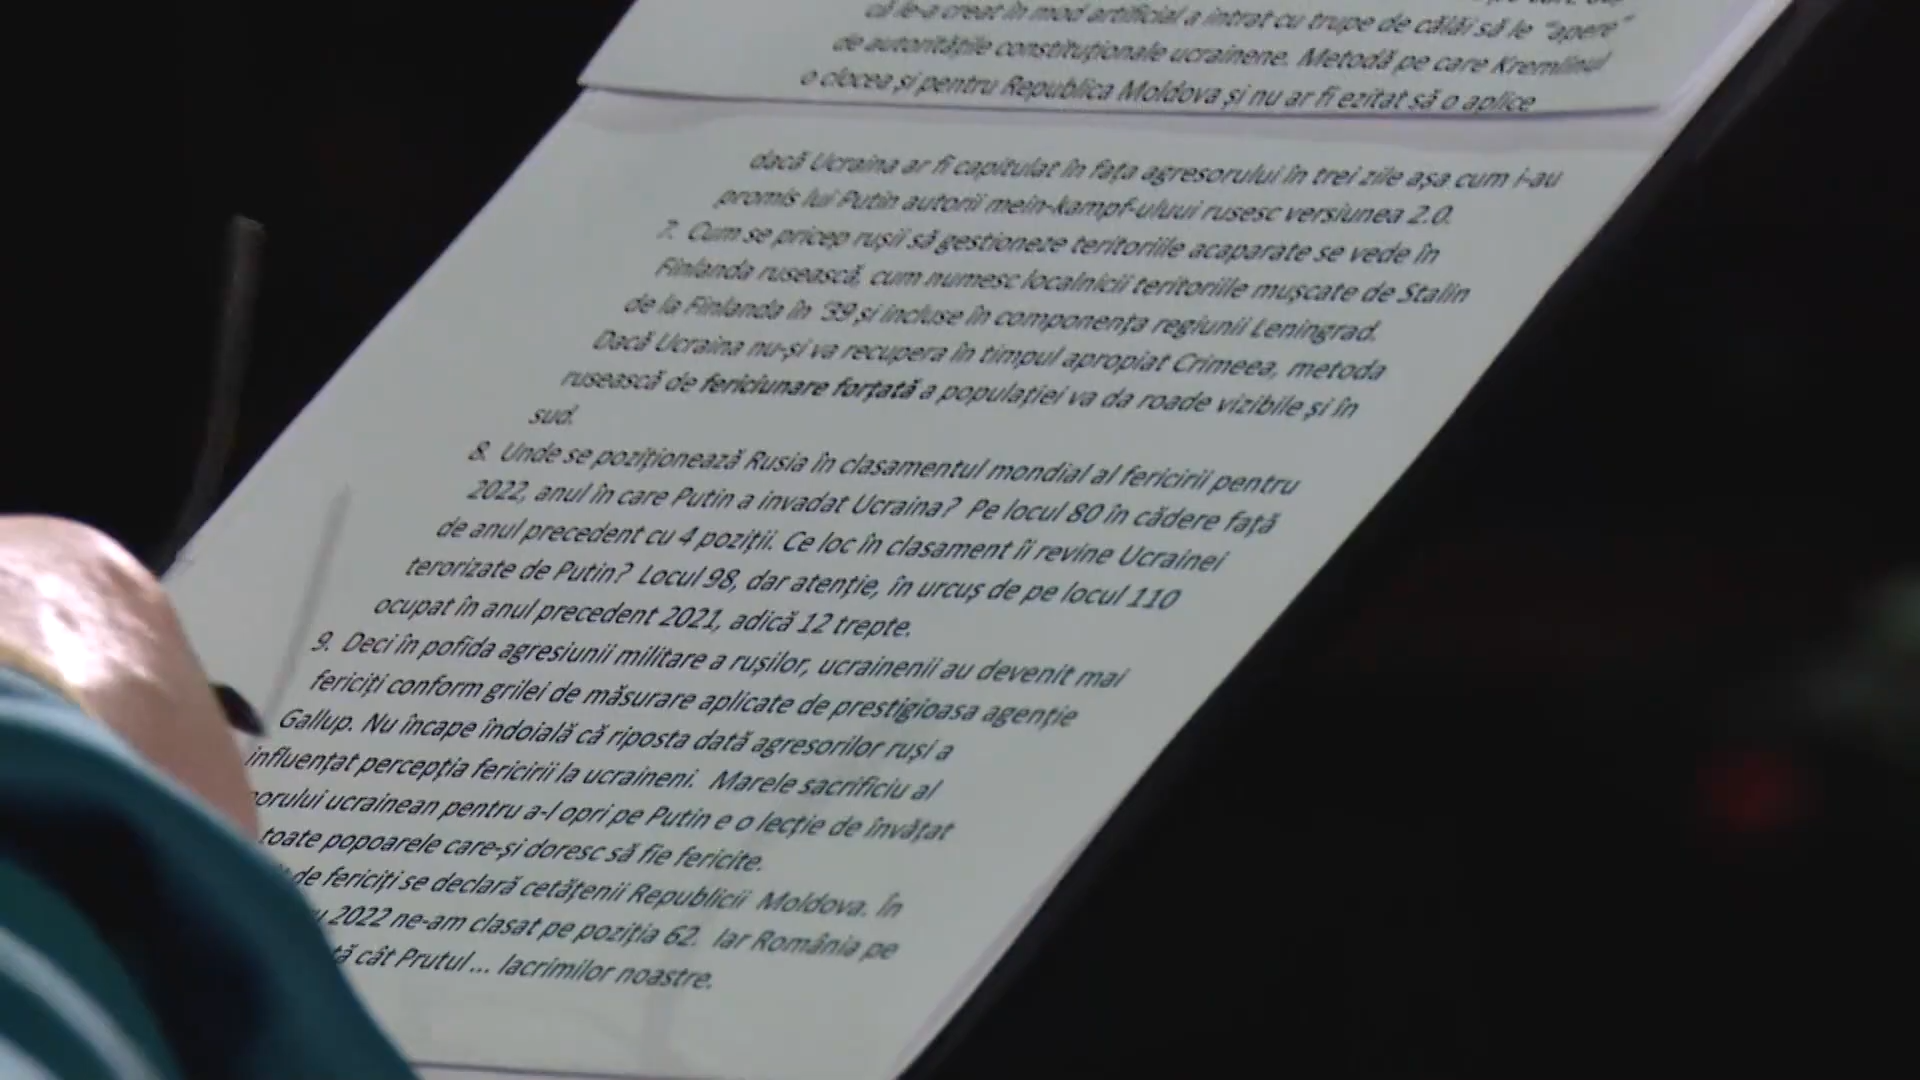 că le-a creat în mod artificial a intrat cu trupe de călăi să le "apere"
de autoritățile constituționale ucrainene. Metodă pe care Kremlinul
o clocea și pentru Republica Moldova și nu ar fi ezitat să o aplice
dacă Ucraina ar fi capitulat în fața agresorului în trei zile așa cum i-au
promis lui Putin autorii mein-kampf-uluui rusesc versiunea 2.0.
7. Cum se pricep rușii să gestioneze teritoriile acaparate se vede în
Finlanda rusească, cum numesc localnicii teritoriile mușcate de Stalin
de la Finlanda în '39 și incluse în componența regiunii Leningrad.
Dacă Ucraina nu-și va recupera în timpul apropiat Crimeea, metoda
rusească de fericiunare forțată a populației va da roade vizibile și în
sud.
8. Unde se poziționează Rusia în clasamentul mondial al fericirii pentru
2022, anul în care Putin a invadat Ucraina? Pe locul 80 în cădere față
de anul precedent cu 4 poziții. Ce loc în clasament îi revine Ucrainei
terorizate de Putin? Locul 98, dar atenție, în urcuș de pe locul 110
ocupat în anul precedent 2021, adică 12 trepte.
9. Deci în pofida agresiunii militare a rușilor, ucrainenii au devenit mai
fericiți conform grilei de măsurare aplicate de prestigioasa agenție
Gallup. Nu încape îndoială că riposta dată agresorilor ruși a
influențat percepția fericirii la ucraineni. Marele sacrificiu al
orului ucrainean pentru a-l opri pe Putin e o lecție de învățat
toate popoarele care-și doresc să fie fericite.
de fericiți se declară cetățenii Republicii Moldova. În
2022 ne-am clasat pe poziția 62. Iar România pe
cât Prutul... lacrimilor noastre.